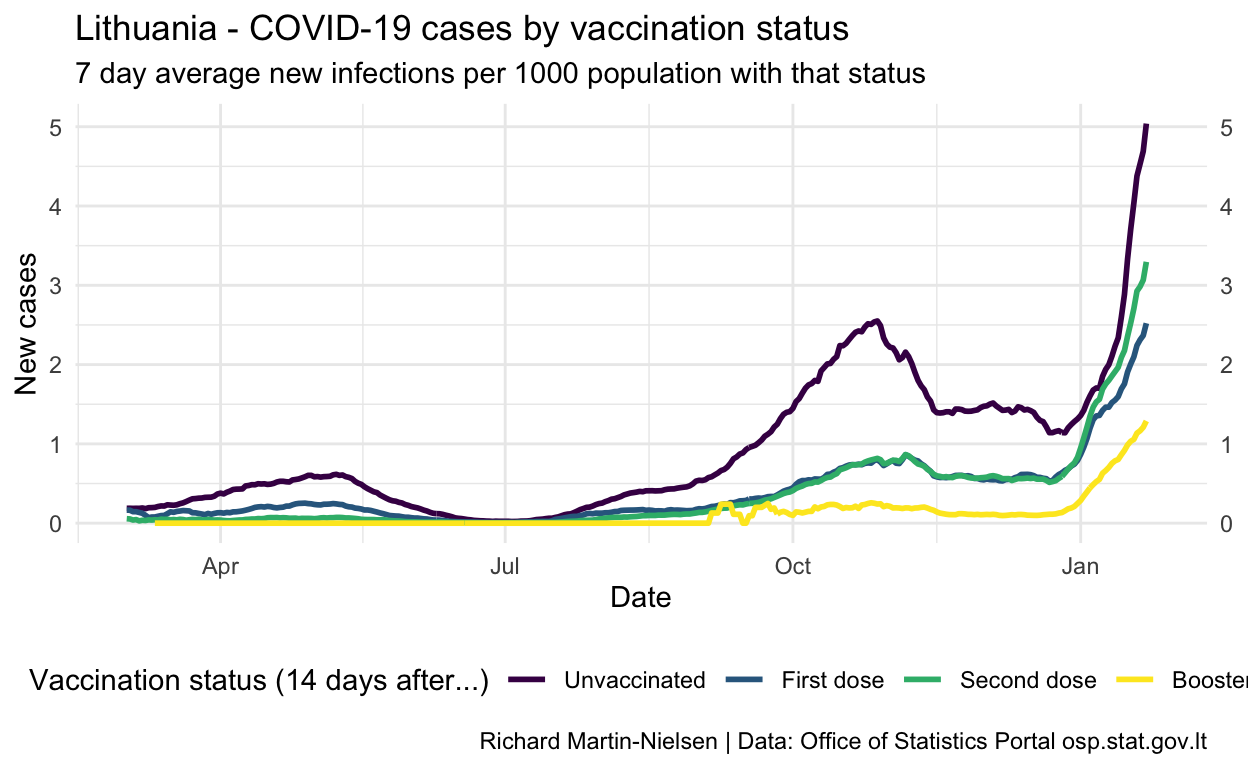 Lithuania - COVID-19 cases by vaccination status
7 day average new infections per 1000 population with that status
5 5
4 4
3 3
2 2
1 1
0 0
New cases
Apr Jul Oct Jan
Date
Vaccination status (14 days after...) Unvaccinated First dose Second dose Booster
Richard Martin-Nielsen | Data: Office of Statistics Portal osp.stat.gov.lt